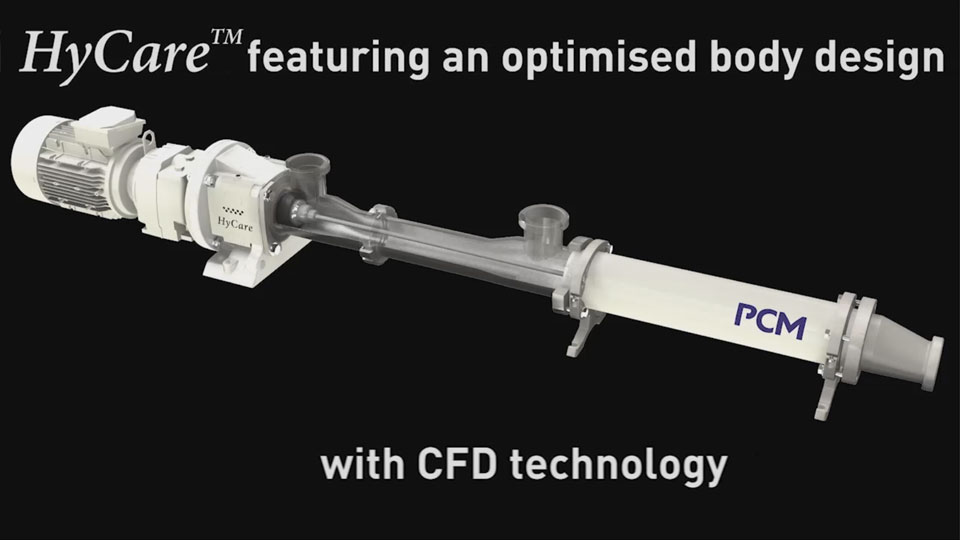 HyCare™ featuring an optimised body design
HyCare
PCM
with CFD technology